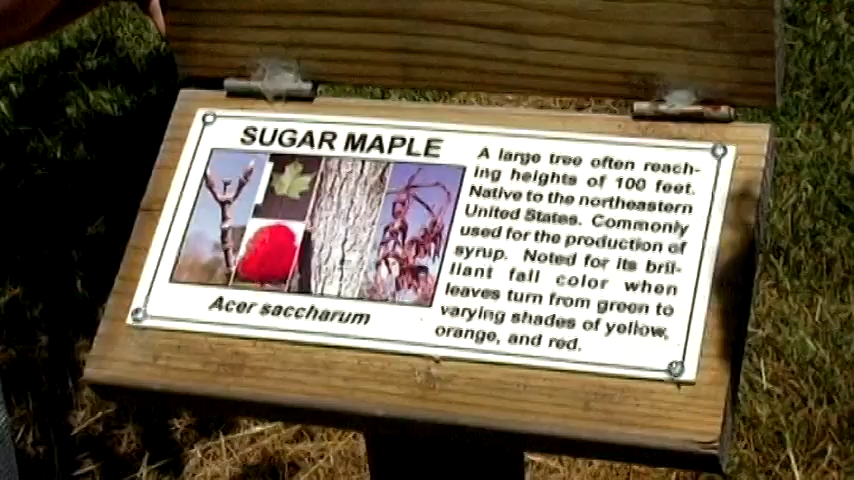 SUGAR MAPLE
Acer saccharum
A large tree often reach-
ing heights of 100 feet.
Native to the northeastern
United States. Commonly
used for the production of
syrup. Noted for its bril-
liant fall color when
leaves turn from green to
varying shades of yellow,
orange, and red.